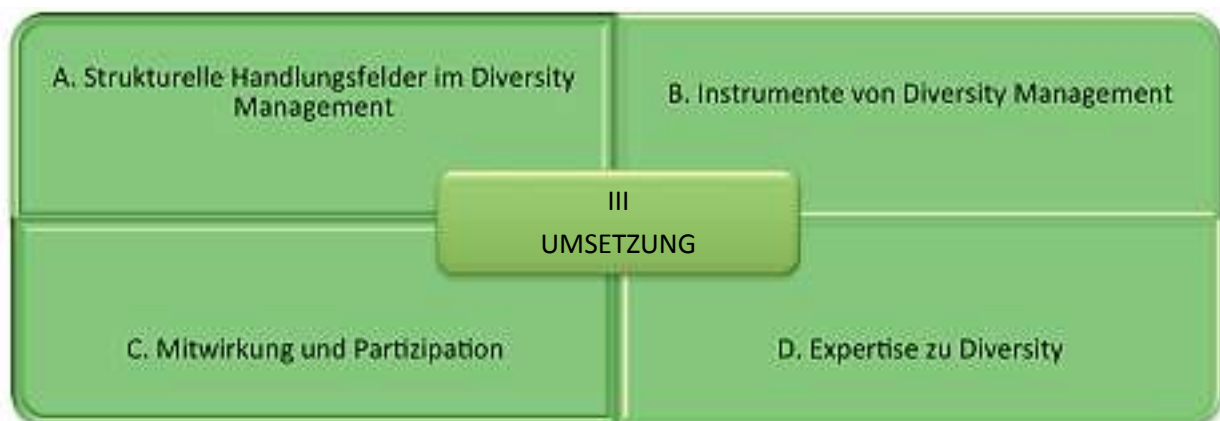 A. Strukturelle Handlungsfelder im Diversity
Management
B. Instrumente von Diversity Management
III
UMSETZUNG
C. Mitwirkung und Partizipation
D. Expertise zu Diversity